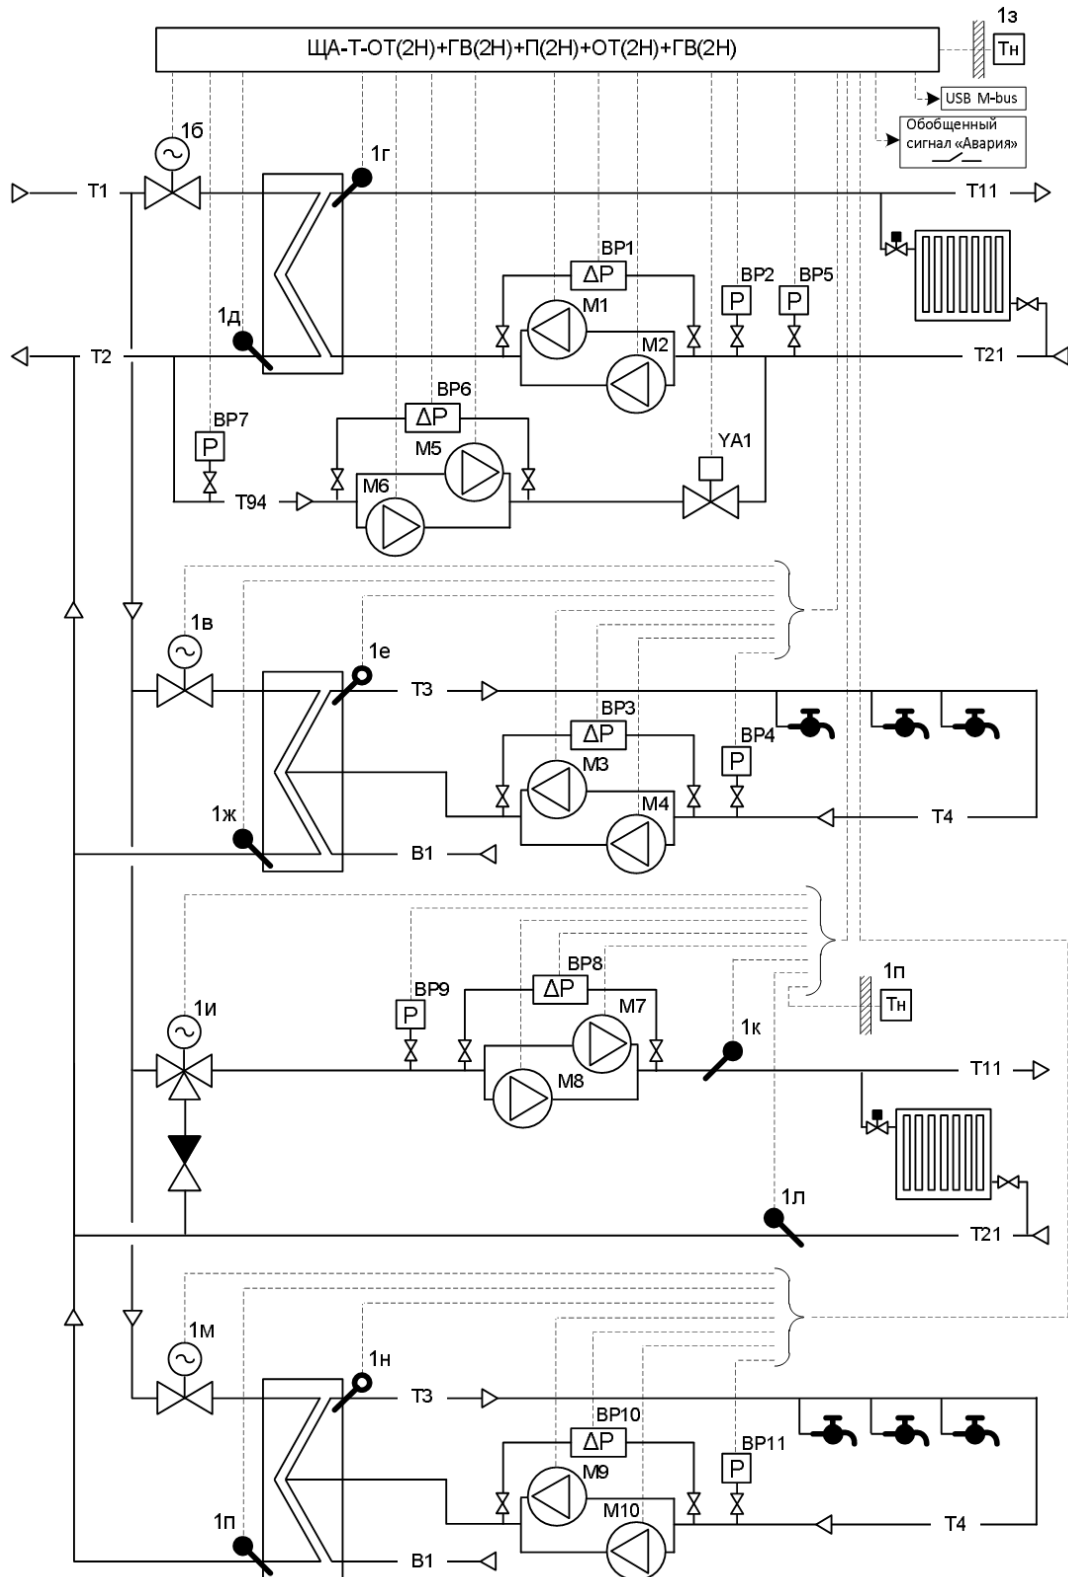 1з
ЩА-Т-ОТ(2Н)+ГВ(2Н)+П(2Н)+ОТ(2Н)+ГВ(2Н)
Тн
USB M-bus
1б
Обобщенный
сигнал «Авария»
1г
Т1
Т11
ВР1
ΔP
ВР2
ВР5
P
P
М1
1д
М2
Т2
Т21
ВР6
ΔP
ВР7
P
М5
YA1
М6
Т94
1в
1е
Т3
ВР3
ΔP
ВР4
P
М3
1ж
М4
Т4
В1
1п
ВР8
ΔP
ВР9
P
Тн
1и
М7
1к
М8
Т11
1л
Т21
1м
1н
Т3
ВР10
ΔP
ВР11
P
М9
1п
М10
Т4
В1